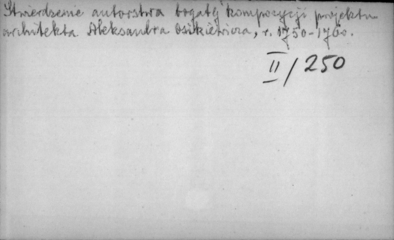 Stwierdzenie autorstwa bogatej kompozycji projektu
architekta Aleksandra Osikiewicza, r. 1750-1760.
II/250